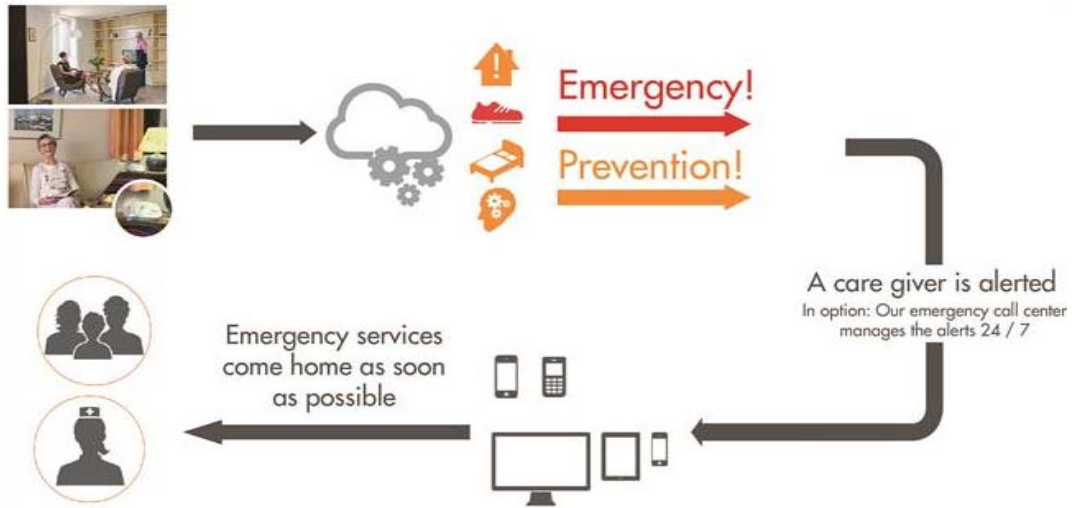 Emergency!
Prevention!
A care giver is alerted
In option: Our emergency call center
manages the alerts 24 / 7
Emergency services
come home as soon
as possible